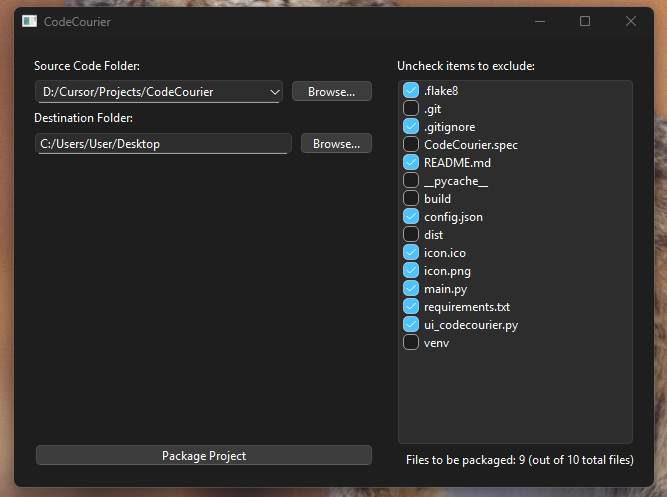 CodeCourier
Source Code Folder:
D:/Cursor/Projects/CodeCourier
Browse...
Destination Folder:
C:/Users/User/Desktop
Browse...
Package Project
Uncheck items to exclude:
.flake8
.git
.gitignore
CodeCourier.spec
README.md
__pycache__
build
config.json
dist
icon.ico
icon.png
main.py
requirements.txt
ui_codecourier.py
venv
Files to be packaged: 9 (out of 10 total files)